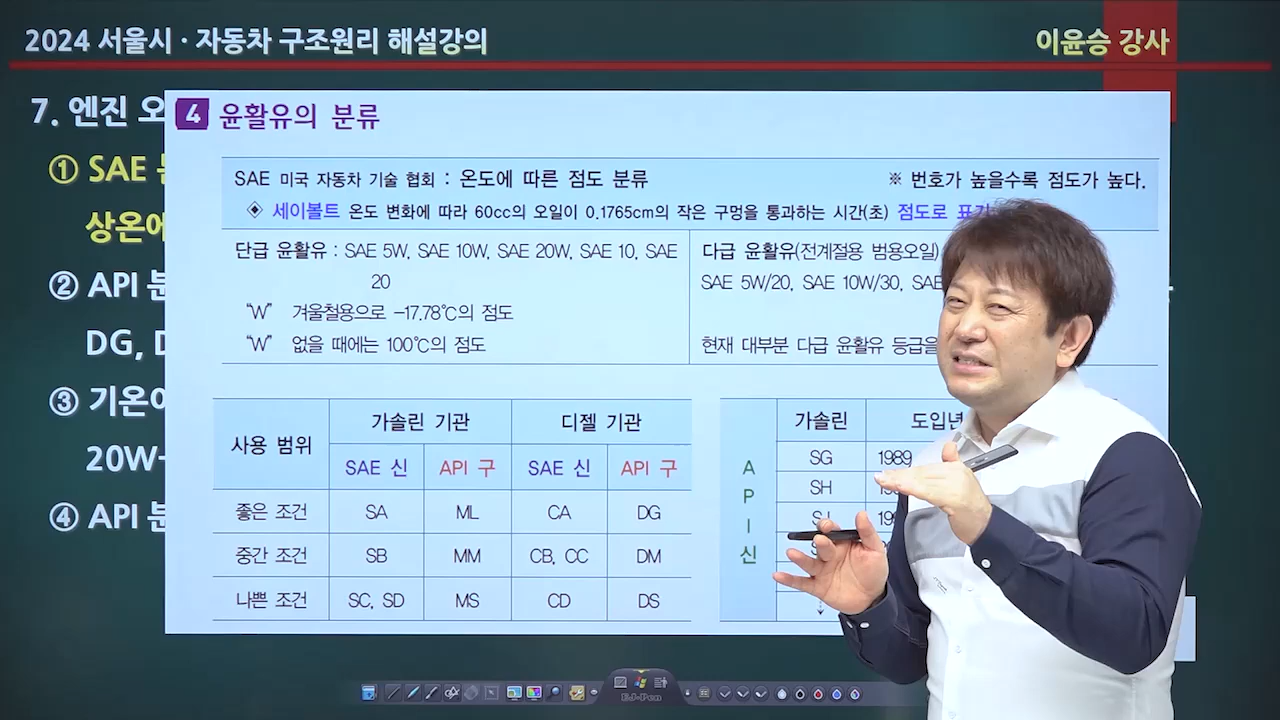 2024 서울시 · 자동차 구조원리 해설강의
이윤승 강사
7. 엔진 오
① SAE
상온에
② API 분
DG,
③ 기온에
20W-
④ API 분
4 윤활유의 분류
SAE 미국 자동차 기술 협회 : 온도에 따른 점도 분류
※ 번호가 높을수록 점도가 높다.
◈ 세이볼트 온도 변화에 따라 60cc의 오일이 0.1765cm의 작은 구멍을 통과하는 시간(초) 점도로 표기
단급 윤활유 : SAE 5W, SAE 10W, SAE 20W, SAE 10, SAE
20
"W" 겨울철용으로 -17.78℃의 점도
"W" 없을 때에는 100℃의 점도
다급 윤활유(전계절용 범용오일)
SAE 5W/20, SAE 10W/30, SAE
현재 대부분 다급 윤활유 등급을
사용 범위 가솔린 기관 디젤 기관
SAE 신 API 구 SAE 신 API 구
좋은 조건 SA ML CA DG
중간 조건 SB MM CB, CC DM
나쁜 조건 SC, SD MS CD DS
API신
가솔린 도입년
SG 1989
SH
SJ
EJ-Pen